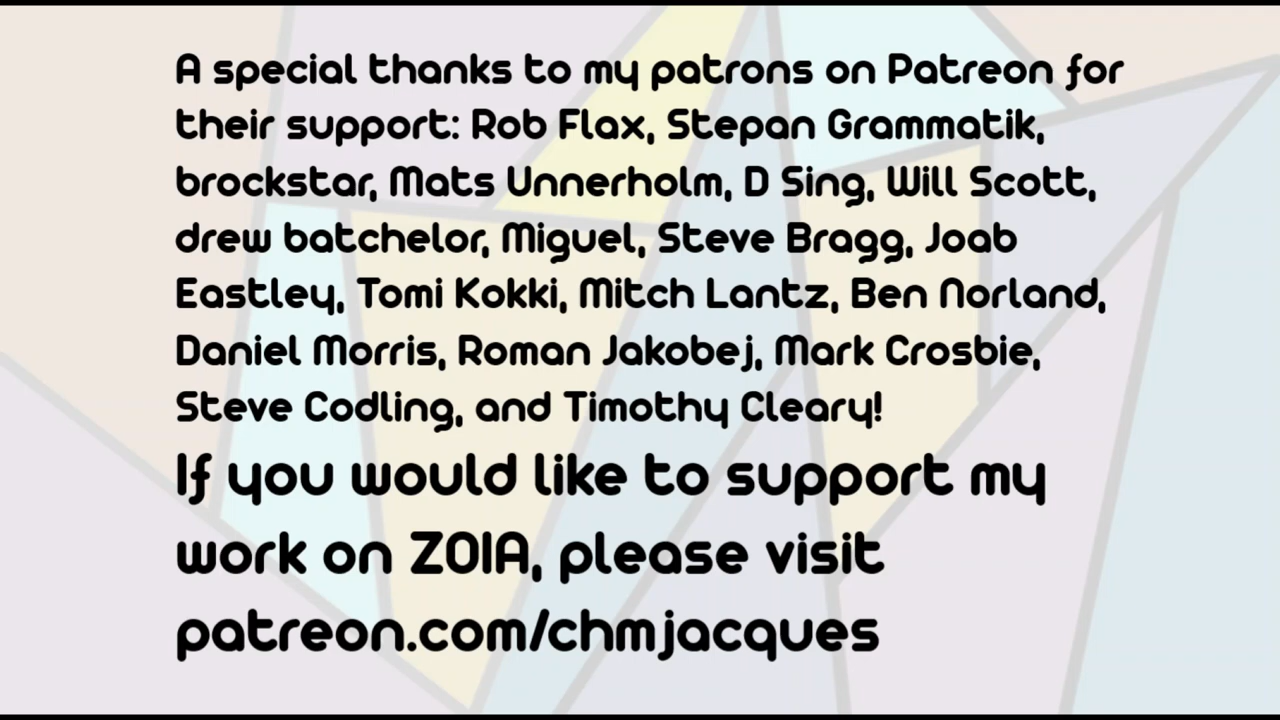 A special thanks to my patrons on Patreon for
their support: Rob Flax, Stepan Grammatik,
brockstar, Mats Unnerholm, D Sing, Will Scott,
drew batchelor, Miguel, Steve Bragg, Joab
Eastley, Tomi Kokki, Mitch Lantz, Ben Norland,
Daniel Morris, Roman Jakobej, Mark Crosbie,
Steve Codling, and Timothy Cleary!
If you would like to support my
work on ZOIA, please visit
patreon.com/chmjacques